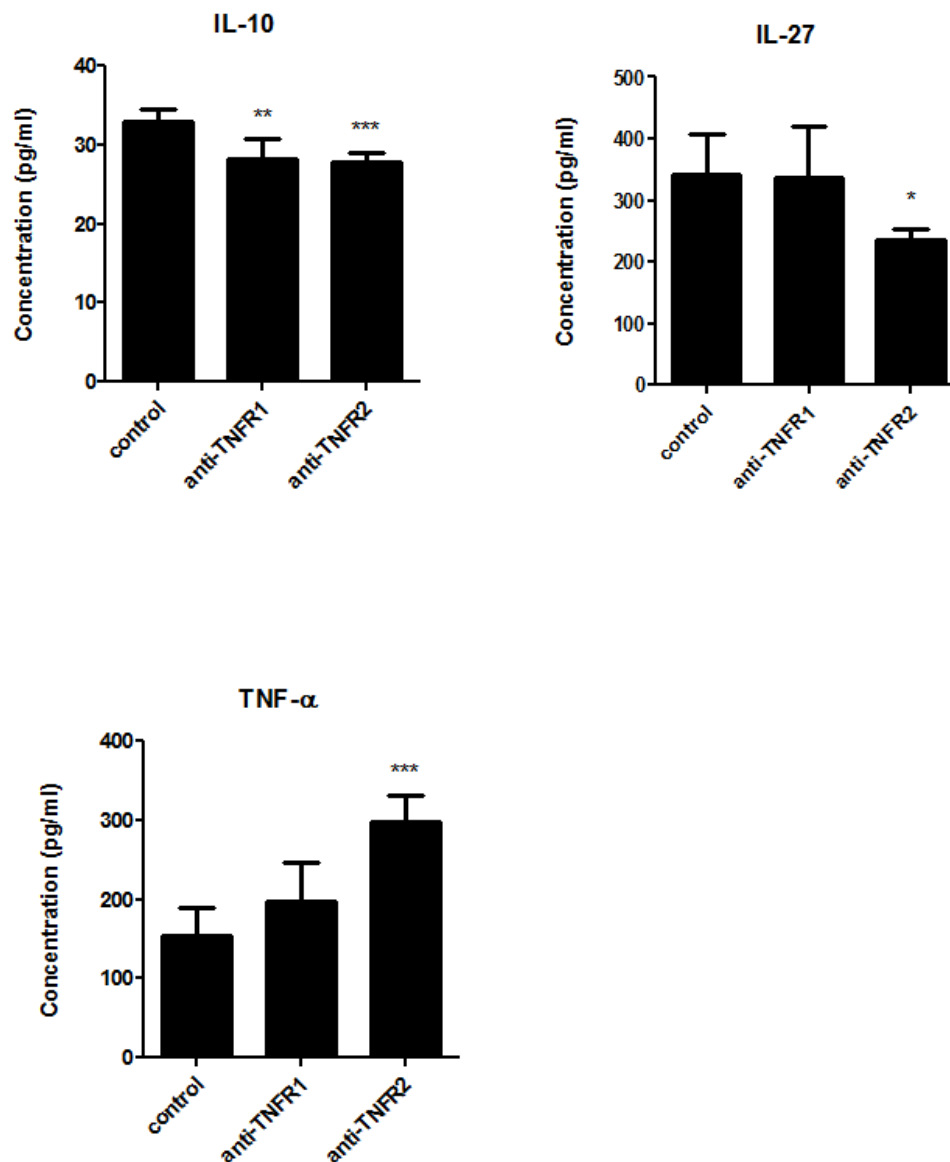 IL-10
Concentration (pg/ml)
40
30
20
10
0
**
***
control
anti-TNFR1
anti-TNFR2
IL-27
Concentration (pg/ml)
500
400
300
200
100
0
*
control
anti-TNFR1
anti-TNFR2
TNF-α
Concentration (pg/ml)
400
300
200
100
0
***
control
anti-TNFR1
anti-TNFR2